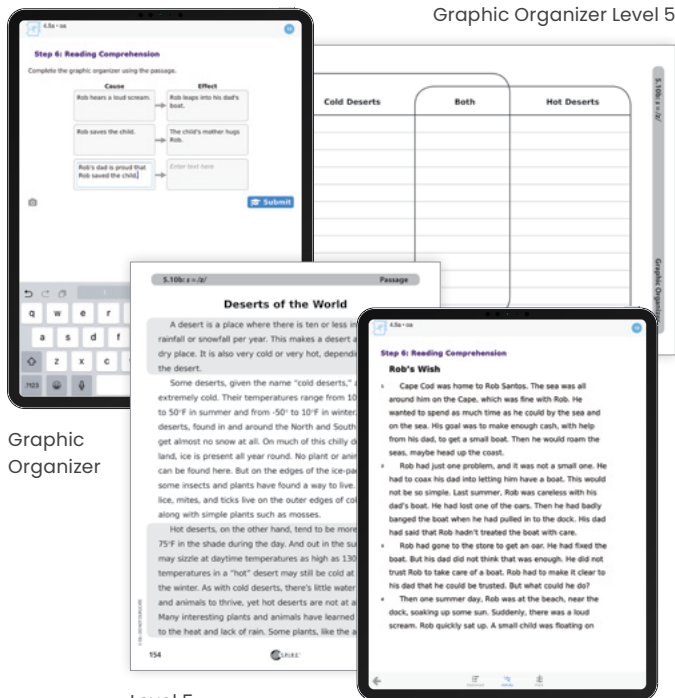 Graphic Organizer Level 5
4.5a • oa
Step 6: Reading Comprehension
Complete the graphic organizer using the passage.
Cause
Effect
Rob hears a loud scream.
Rob leaps into his dad's
boat.
Rob saves the child.
The child's mother hugs
Rob.
Rob's dad is proud that
Rob saved the child.
Enter text here
Submit
q w e r
a s d f
z x c
.?123
Cold Deserts
Both
Hot Deserts
5.10b: s = /z/
Graphic Organizer
Graphic
Organizer
5.10b: s = /z/
Passage
Deserts of the World
A desert is a place where there is ten or less in
rainfall or snowfall per year. This makes a desert a
dry place. It is also very cold or very hot, dependi
the desert.
Some deserts, given the name "cold deserts,"
extremely cold. Their temperatures range from 10
to 50°F in summer and from -50° to 10°F in winter.
deserts, found in and around the North and South
get almost no snow at all. On much of this chilly d
land, ice is present all year round. No plant or anim
can be found here. But on the edges of the ice-pa
some insects and plants have found a way to live.
lice, mites, and ticks live on the outer edges of col
along with simple plants such as mosses.
Hot deserts, on the other hand, tend to be more
75°F in the shade during the day. And out in the su
may sizzle at daytime temperatures as high as 130
temperatures in a "hot" desert may still be cold at
the winter. As with cold deserts, there's little water
and animals to thrive, yet hot deserts are not at a
Many interesting plants and animals have learned
to the heat and lack of rain. Some plants, like the a
154
S.P.I.R.E.
4.5a • oa
Step 6: Reading Comprehension
Rob's Wish
1 Cape Cod was home to Rob Santos. The sea was all
around him on the Cape, which was fine with Rob. He
wanted to spend as much time as he could by the sea and
on the sea. His goal was to make enough cash, with help
from his dad, to get a small boat. Then he would roam the
seas, maybe head up the coast.
2 Rob had just one problem, and it was not a small one. He
had to coax his dad into letting him have a boat. This would
not be so simple. Last summer, Rob was careless with his
dad's boat. He had lost one of the oars. Then he had badly
banged the boat when he had pulled in to the dock. His dad
had said that Rob hadn't treated the boat with care.
3 Rob had gone to the store to get an oar. He had fixed the
boat. But his dad did not think that was enough. He did not
trust Rob to take care of a boat. Rob had to make it clear to
his dad that he could be trusted. But what could he do?
4 Then one summer day, Rob was at the beach, near the
dock, soaking up some sun. Suddenly, there was a loud
scream. Rob quickly sat up. A small child was floating on